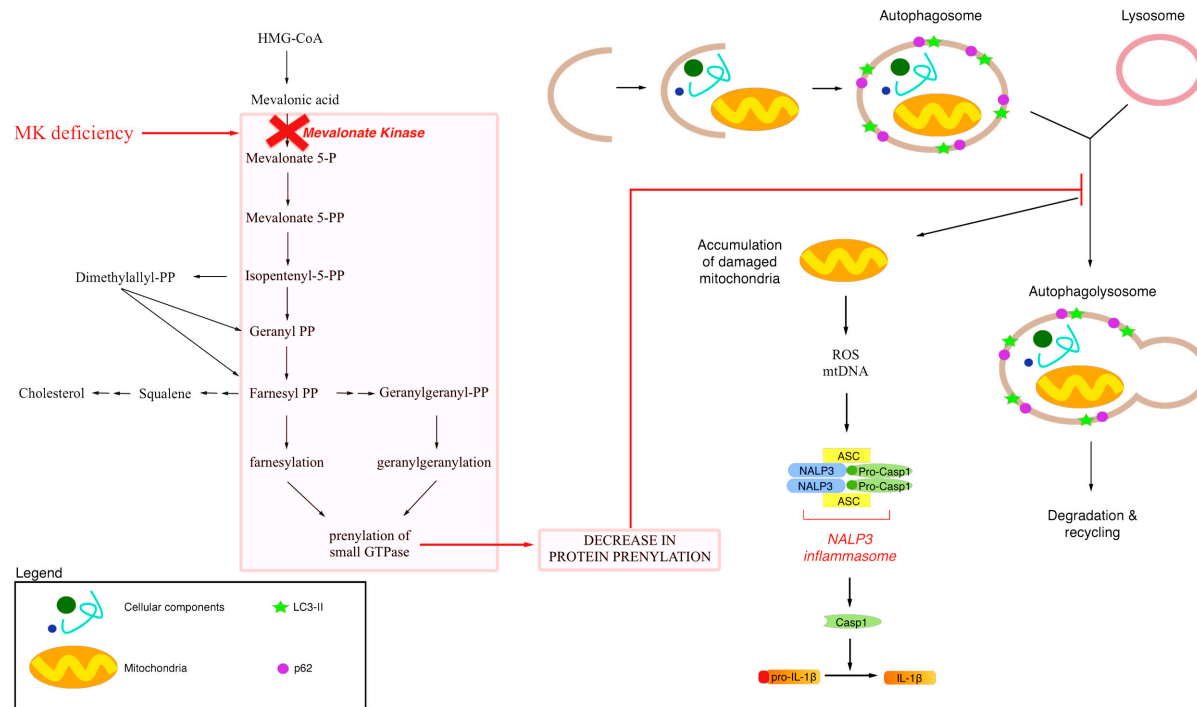 HMG-CoA
Mevalonic acid
MK deficiency
Mevalonate Kinase
Mevalonate 5-P
Mevalonate 5-PP
Dimethylallyl-PP
Isopentenyl-5-PP
Geranyl PP
Cholesterol
Squalene
Farnesyl PP
Geranylgeranyl-PP
farnesylation
geranylgeranylation
prenylation of
small GTPase
DECREASE IN
PROTEIN PRENYLATION
Autophagosome
Lysosome
Accumulation
of damaged
mitochondria
ROS
mtDNA
ASC
NALP3
Pro-Casp1
NALP3
Pro-Casp1
ASC
NALP3
inflammasome
Casp1
pro-IL-1β
IL-1β
Autophagolysosome
Degradation &
recycling
Legend
Cellular components
LC3-II
Mitochondria
p62